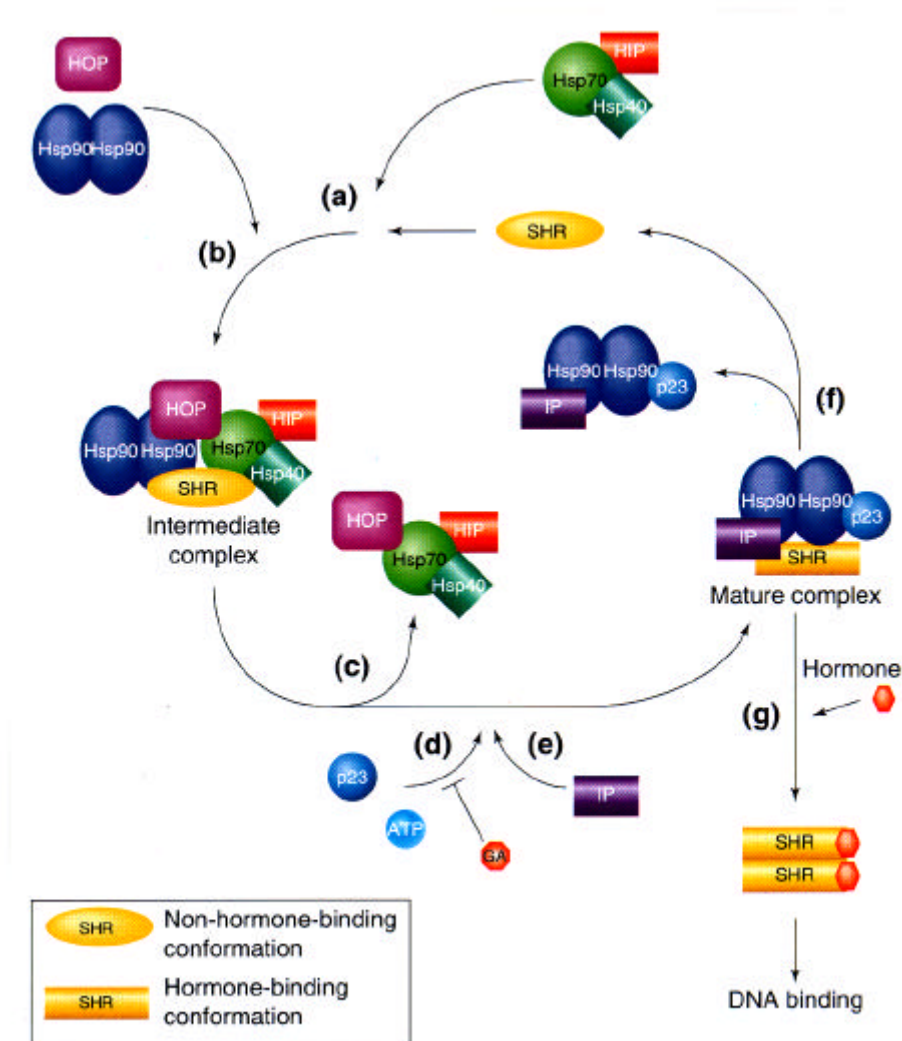 HOP
HIP
Hsp70
Hsp40
Hsp90 Hsp90
(a)
SHR
(b)
Hsp90 Hsp90
p23
IP
(f)
HOP
HIP
Hsp90 Hsp90
Hsp70
Hsp40
SHR
Intermediate
complex
HOP
HIP
Hsp70
Hsp40
Hsp90 Hsp90
p23
IP
SHR
Mature complex
(c)
Hormone
(g)
(d)
(e)
p23
IP
ATP
GA
SHR
SHR
DNA binding
SHR
Non-hormone-binding
conformation
SHR
Hormone-binding
conformation